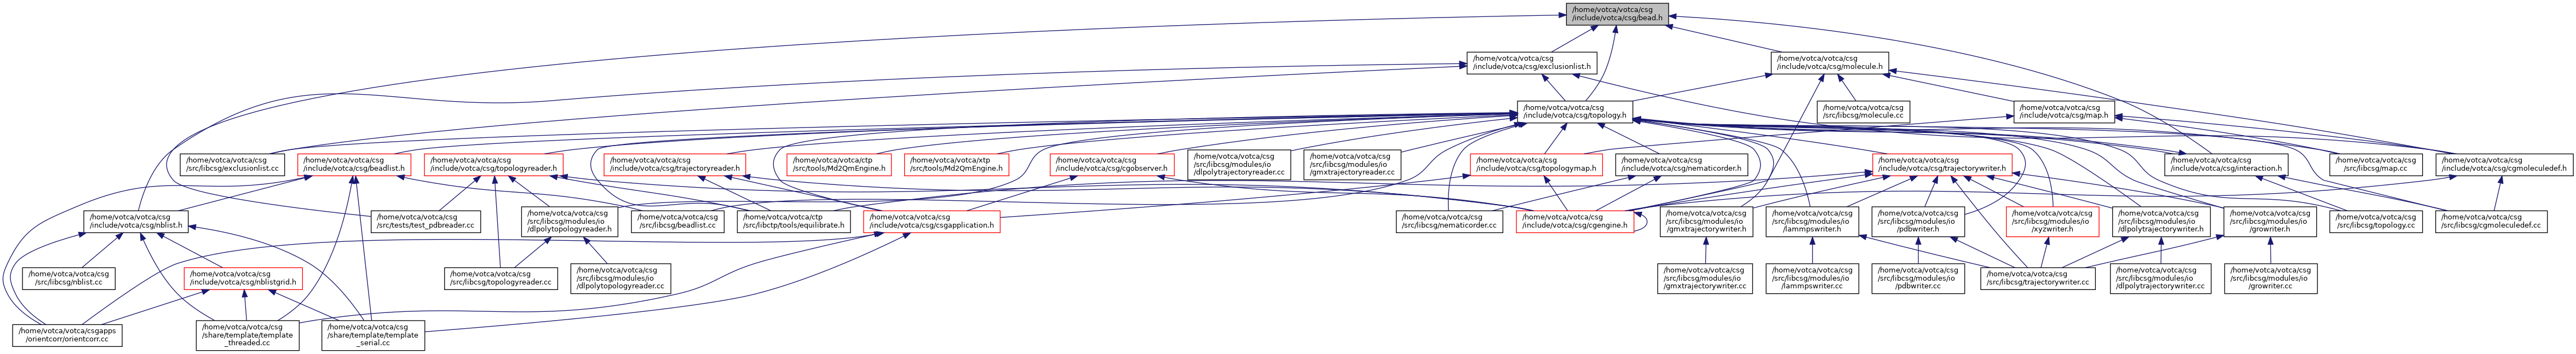 /home/votca/votca/csg
/include/votca/csg/bead.h
/home/votca/votca/csg
/include/votca/csg/exclusionlist.h
/home/votca/votca/csg
/include/votca/csg/molecule.h
/home/votca/votca/csg
/include/votca/csg/topology.h
/home/votca/votca/csg
/src/libcsg/molecule.cc
/home/votca/votca/csg
/include/votca/csg/map.h
/home/votca/votca/csg
/src/libcsg/exclusionlist.cc
/home/votca/votca/csg
/include/votca/csg/beadlist.h
/home/votca/votca/csg
/include/votca/csg/topologyreader.h
/home/votca/votca/csg
/include/votca/csg/trajectoryreader.h
/home/votca/votca/ctp
/src/tools/Md2QmEngine.h
/home/votca/votca/xtp
/src/tools/Md2QmEngine.h
/home/votca/votca/csg
/include/votca/csg/cgobserver.h
/home/votca/votca/csg
/src/libcsg/modules/io
/dlpolytrajectoryreader.cc
/home/votca/votca/csg
/src/libcsg/modules/io
/gmxtrajectoryreader.cc
/home/votca/votca/csg
/include/votca/csg/topologymap.h
/home/votca/votca/csg
/include/votca/csg/nematicorder.h
/home/votca/votca/csg
/include/votca/csg/trajectorywriter.h
/home/votca/votca/csg
/include/votca/csg/interaction.h
/home/votca/votca/csg
/src/libcsg/map.cc
/home/votca/votca/csg
/include/votca/csg/cgmoleculedef.h
/home/votca/votca/csg
/include/votca/csg/nblist.h
/home/votca/votca/csg
/src/tests/test_pdbreader.cc
/home/votca/votca/csg
/src/libcsg/modules/io
/dlpolytopologyreader.h
/home/votca/votca/csg
/src/libcsg/beadlist.cc
/home/votca/votca/ctp
/src/libctp/tools/equilibrate.h
/home/votca/votca/csg
/include/votca/csg/csgapplication.h
/home/votca/votca/csg
/src/libcsg/nematicorder.cc
/home/votca/votca/csg
/include/votca/csg/cgengine.h
/home/votca/votca/csg
/src/libcsg/modules/io
/gmxtrajectorywriter.h
/home/votca/votca/csg
/src/libcsg/modules/io
/lammpswriter.h
/home/votca/votca/csg
/src/libcsg/modules/io
/pdbwriter.h
/home/votca/votca/csg
/src/libcsg/modules/io
/xyzwriter.h
/home/votca/votca/csg
/src/libcsg/modules/io
/dlpolytrajectorywriter.h
/home/votca/votca/csg
/src/libcsg/modules/io
/growriter.h
/home/votca/votca/csg
/src/libcsg/topology.cc
/home/votca/votca/csg
/src/libcsg/cgmoleculedef.cc
/home/votca/votca/csg
/src/libcsg/nblist.cc
/home/votca/votca/csg
/include/votca/csg/nblistgrid.h
/home/votca/votca/csg
/src/libcsg/topologyreader.cc
/home/votca/votca/csg
/src/libcsg/modules/io
/dlpolytopologyreader.cc
/home/votca/votca/csg
/src/libcsg/modules/io
/gmxtrajectorywriter.cc
/home/votca/votca/csg
/src/libcsg/modules/io
/lammpswriter.cc
/home/votca/votca/csg
/src/libcsg/modules/io
/pdbwriter.cc
/home/votca/votca/csg
/src/libcsg/trajectorywriter.cc
/home/votca/votca/csg
/src/libcsg/modules/io
/dlpolytrajectorywriter.cc
/home/votca/votca/csg
/src/libcsg/modules/io
/growriter.cc
/home/votca/votca/csgapps
/orientcorr/orientcorr.cc
/home/votca/votca/csg
/share/template/template
_threaded.cc
/home/votca/votca/csg
/share/template/template
_serial.cc